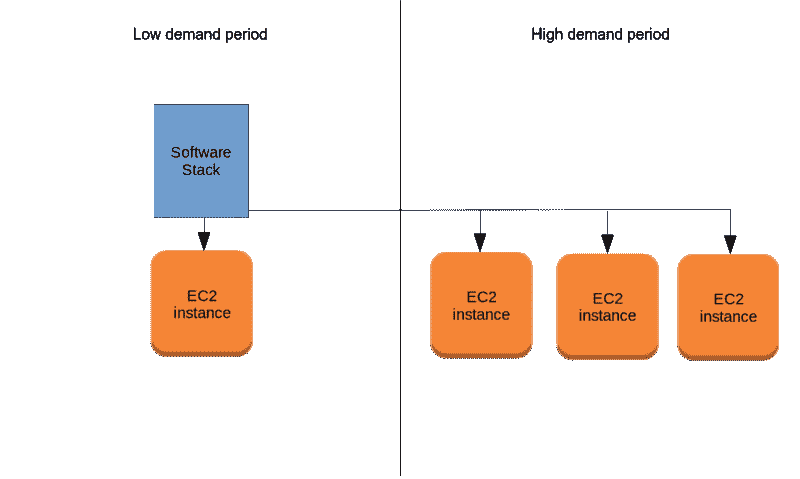 Low demand period
High demand period
Software
Stack
EC2
instance
EC2
instance
EC2
instance
EC2
instance